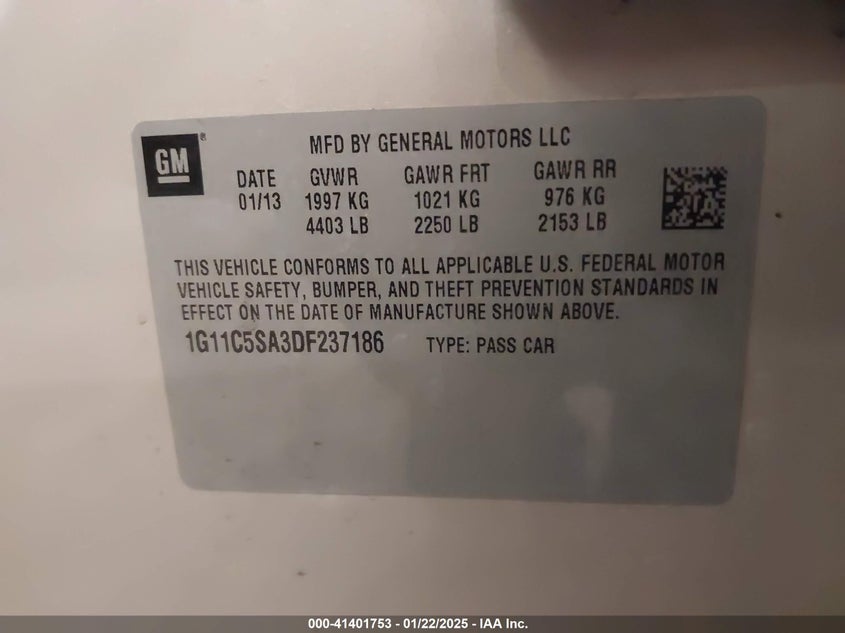 GM®
MFD BY GENERAL MOTORS LLC
DATE GVWR GAWR FRT GAWR RR
01/13 1997 KG 1021 KG 976 KG
4403 LB 2250 LB 2153 LB
THIS VEHICLE CONFORMS TO ALL APPLICABLE U.S. FEDERAL MOTOR
VEHICLE SAFETY, BUMPER, AND THEFT PREVENTION STANDARDS IN
EFFECT ON THE DATE OF MANUFACTURE SHOWN ABOVE.
1G11C5SA3DF237186 TYPE: PASS CAR
000-41401753 - 01/22/2025 - IAA Inc.